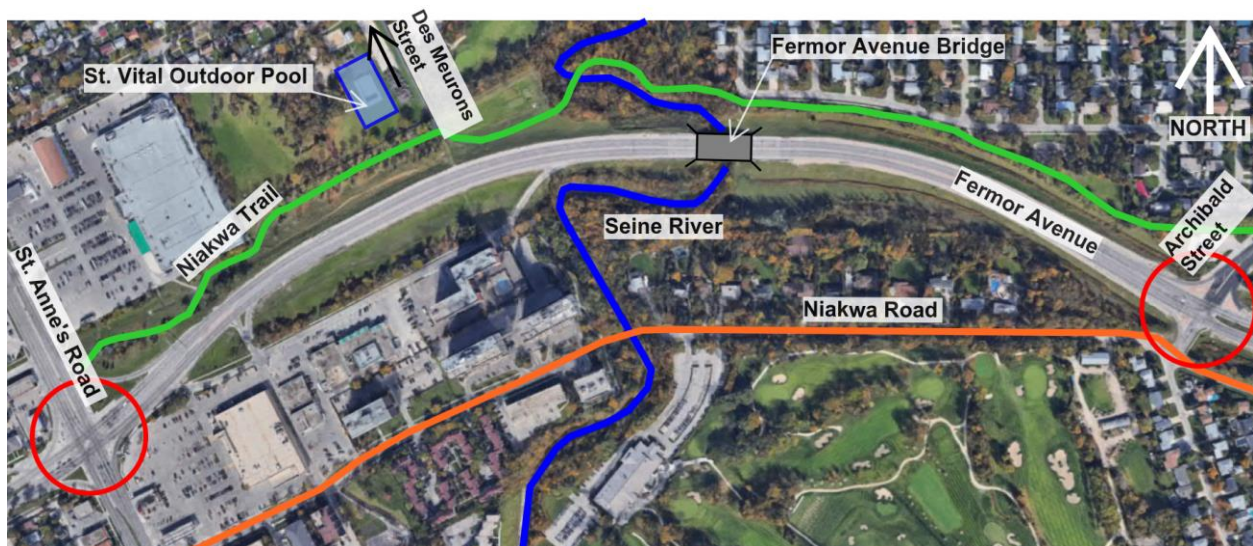 Des Meurons
Street
St. Vital Outdoor Pool
Fermor Avenue Bridge
NORTH
Niakwa Trail
Seine River
Fermor Avenue
Archibald
Street
St. Anne's Road
Niakwa Road